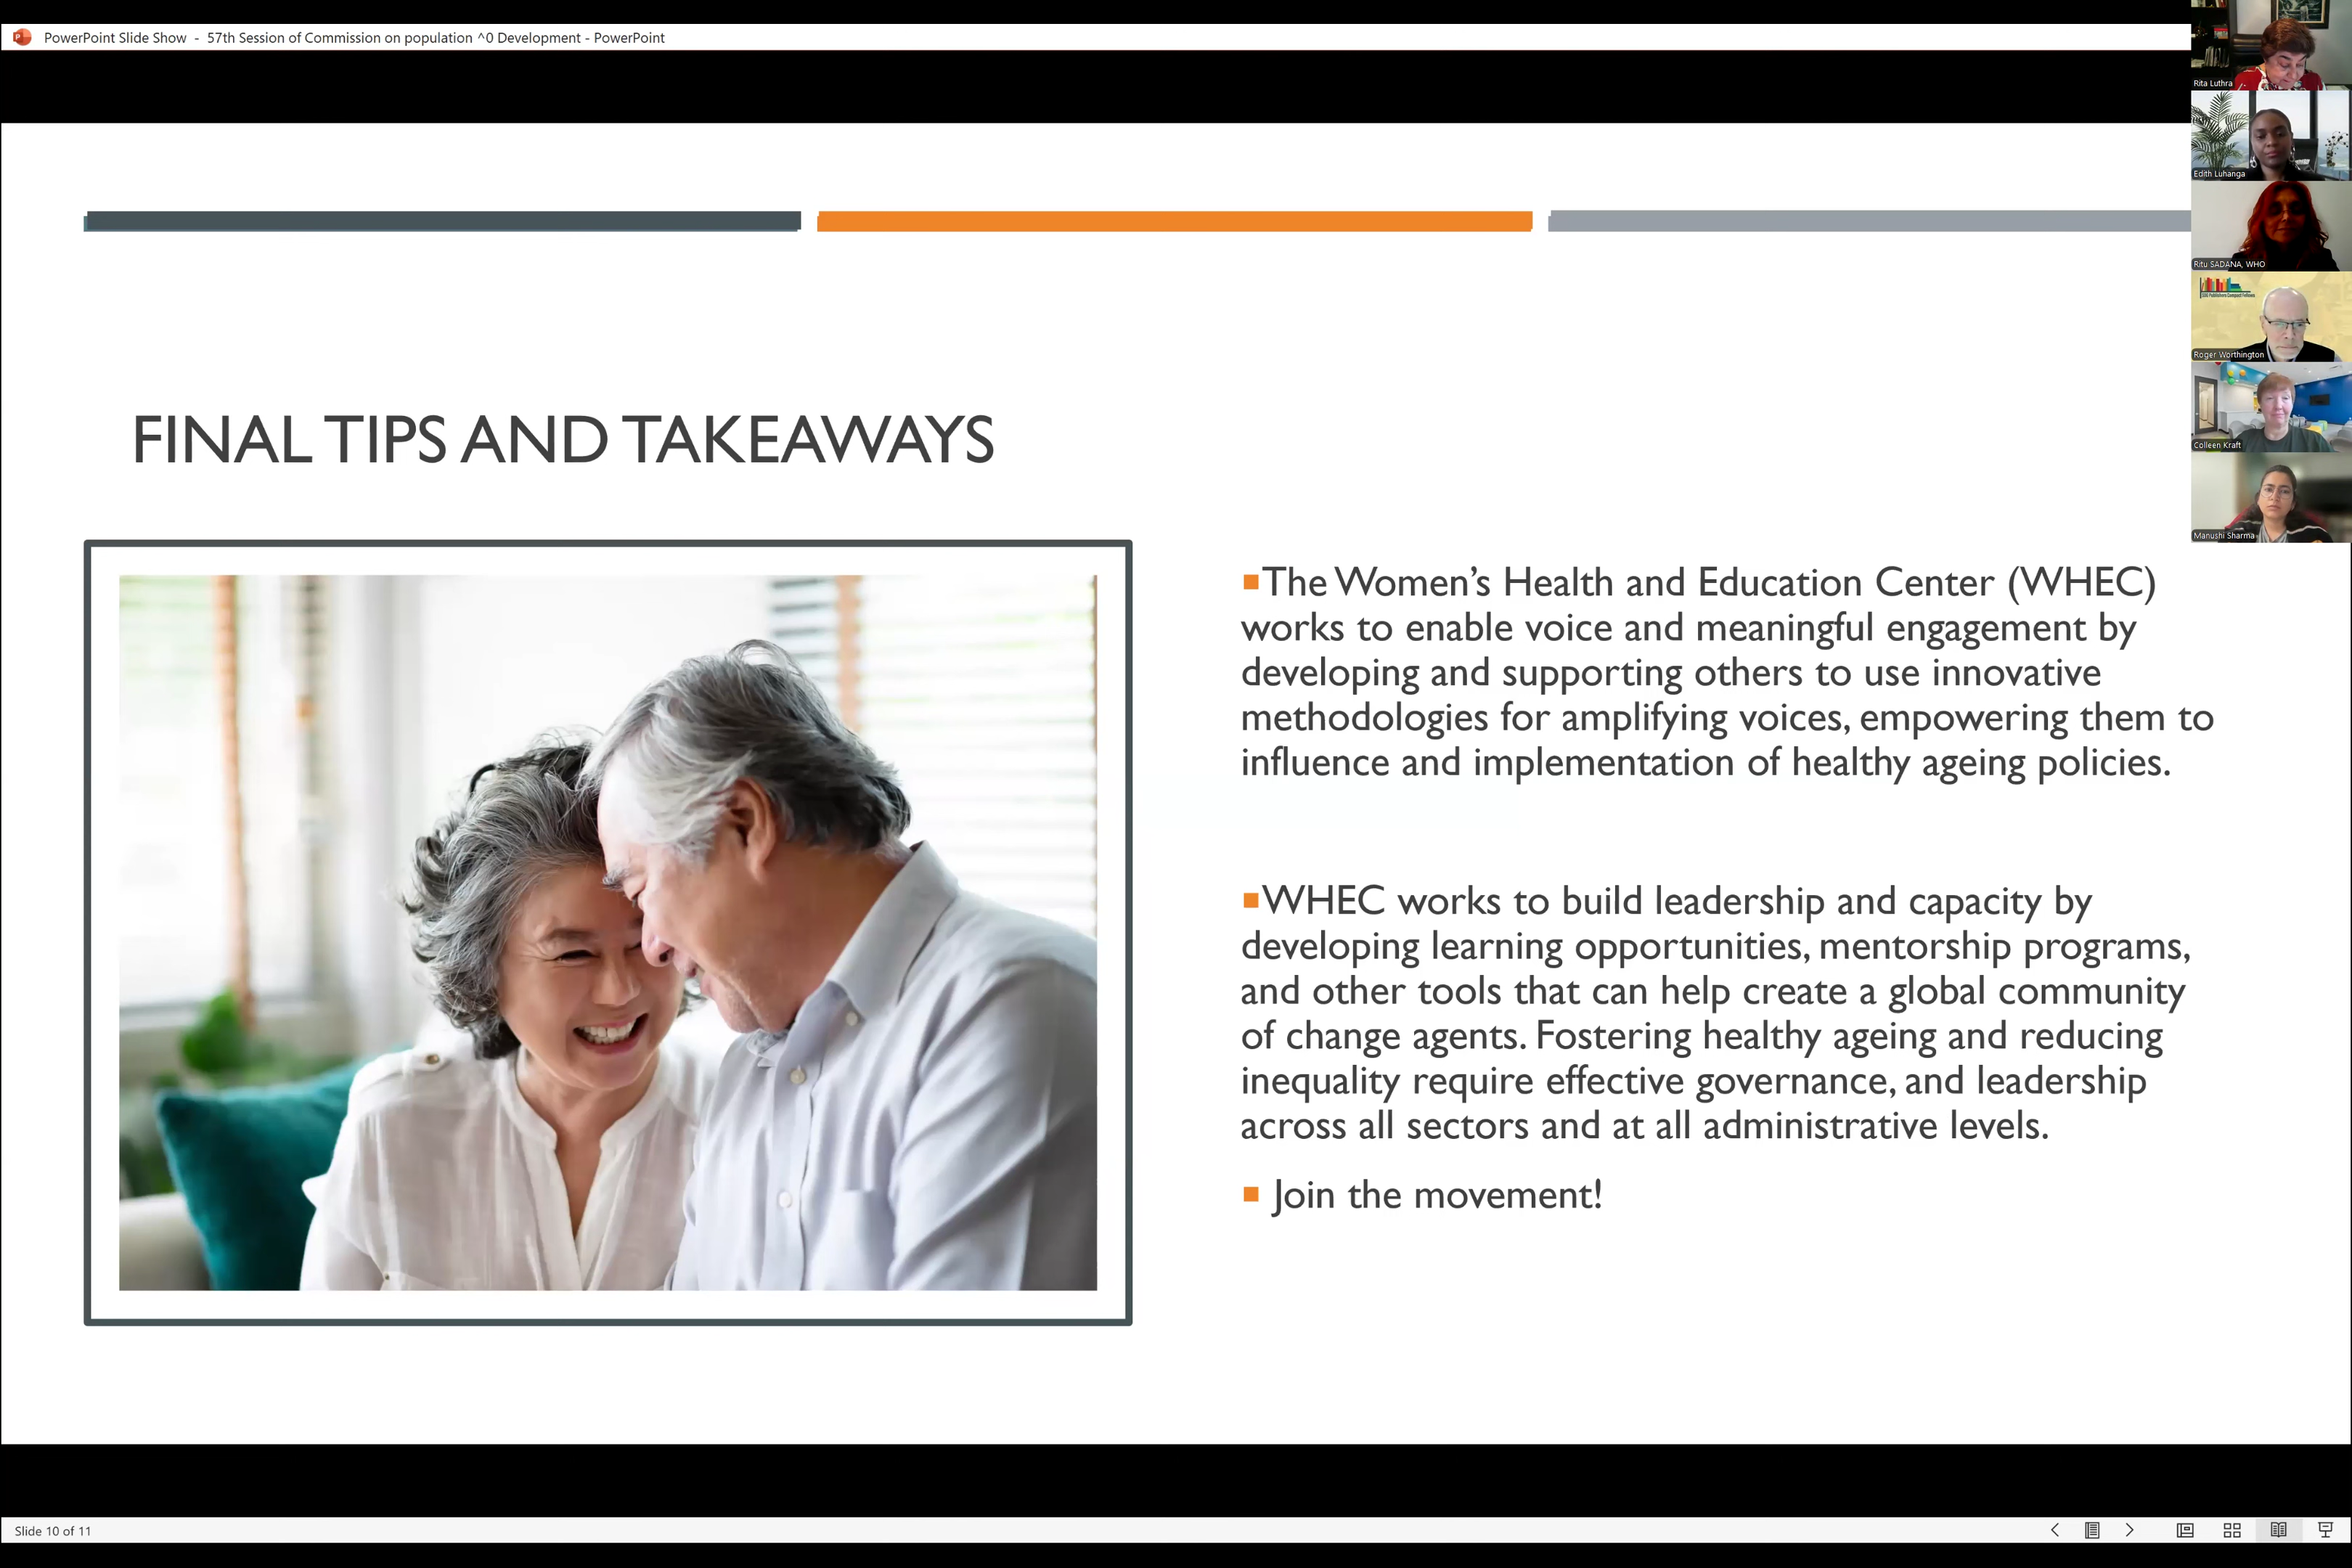 PowerPoint Slide Show - 57th Session of Commission on population ^0 Development - PowerPoint
Rita Luthra
Edith Luhanga
Ritu SADANA, WHO
Roger Worthington
Colleen Kraft
Manushi Sharma
FINAL TIPS AND TAKEAWAYS
The Women’s Health and Education Center (WHEC)
works to enable voice and meaningful engagement by
developing and supporting others to use innovative
methodologies for amplifying voices, empowering them to
influence and implementation of healthy ageing policies.
WHEC works to build leadership and capacity by
developing learning opportunities, mentorship programs,
and other tools that can help create a global community
of change agents. Fostering healthy ageing and reducing
inequality require effective governance, and leadership
across all sectors and at all administrative levels.
Join the movement!
Slide 10 of 11